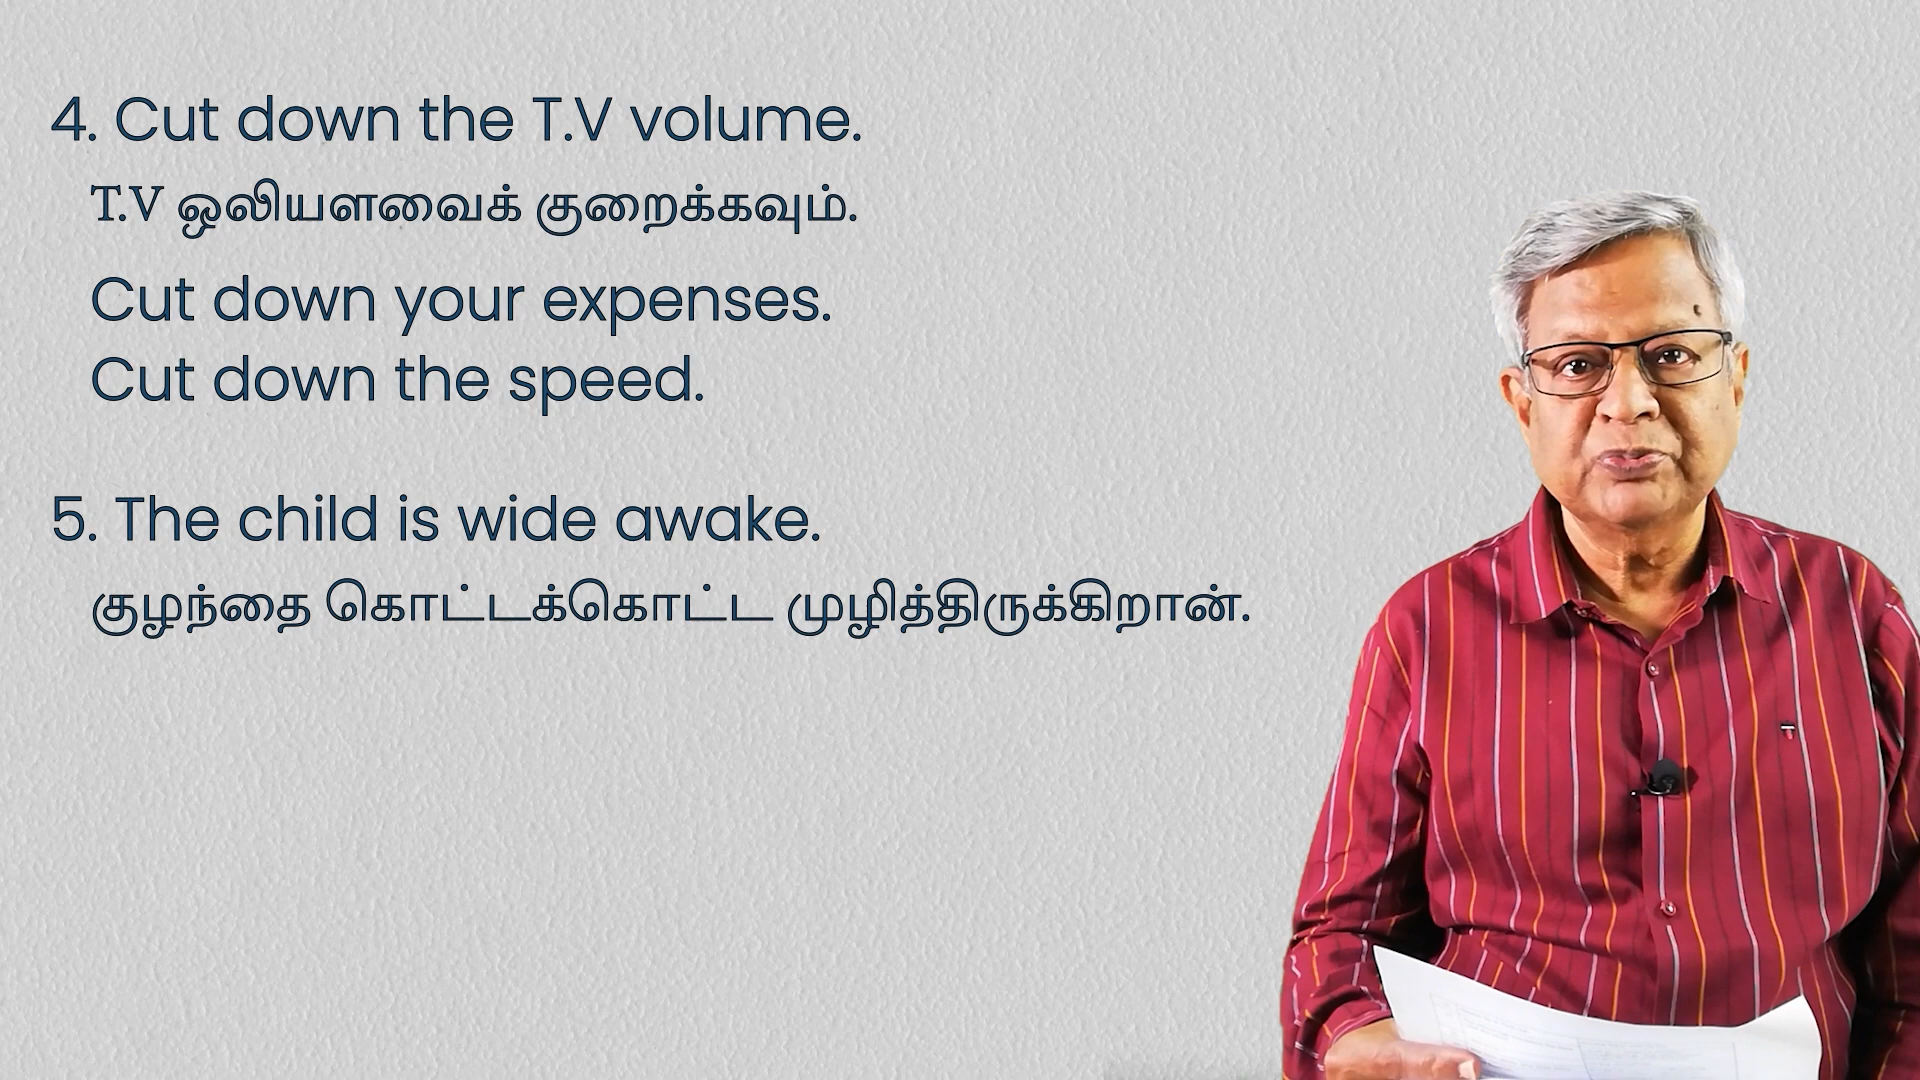 4. Cut down the T.V volume.
T.V ஒலியளவைக் குறைக்கவும்.
Cut down your expenses.
Cut down the speed.
5. The child is wide awake.
குழந்தை கொட்டக்கொட்ட முழித்திருக்கிறான்.